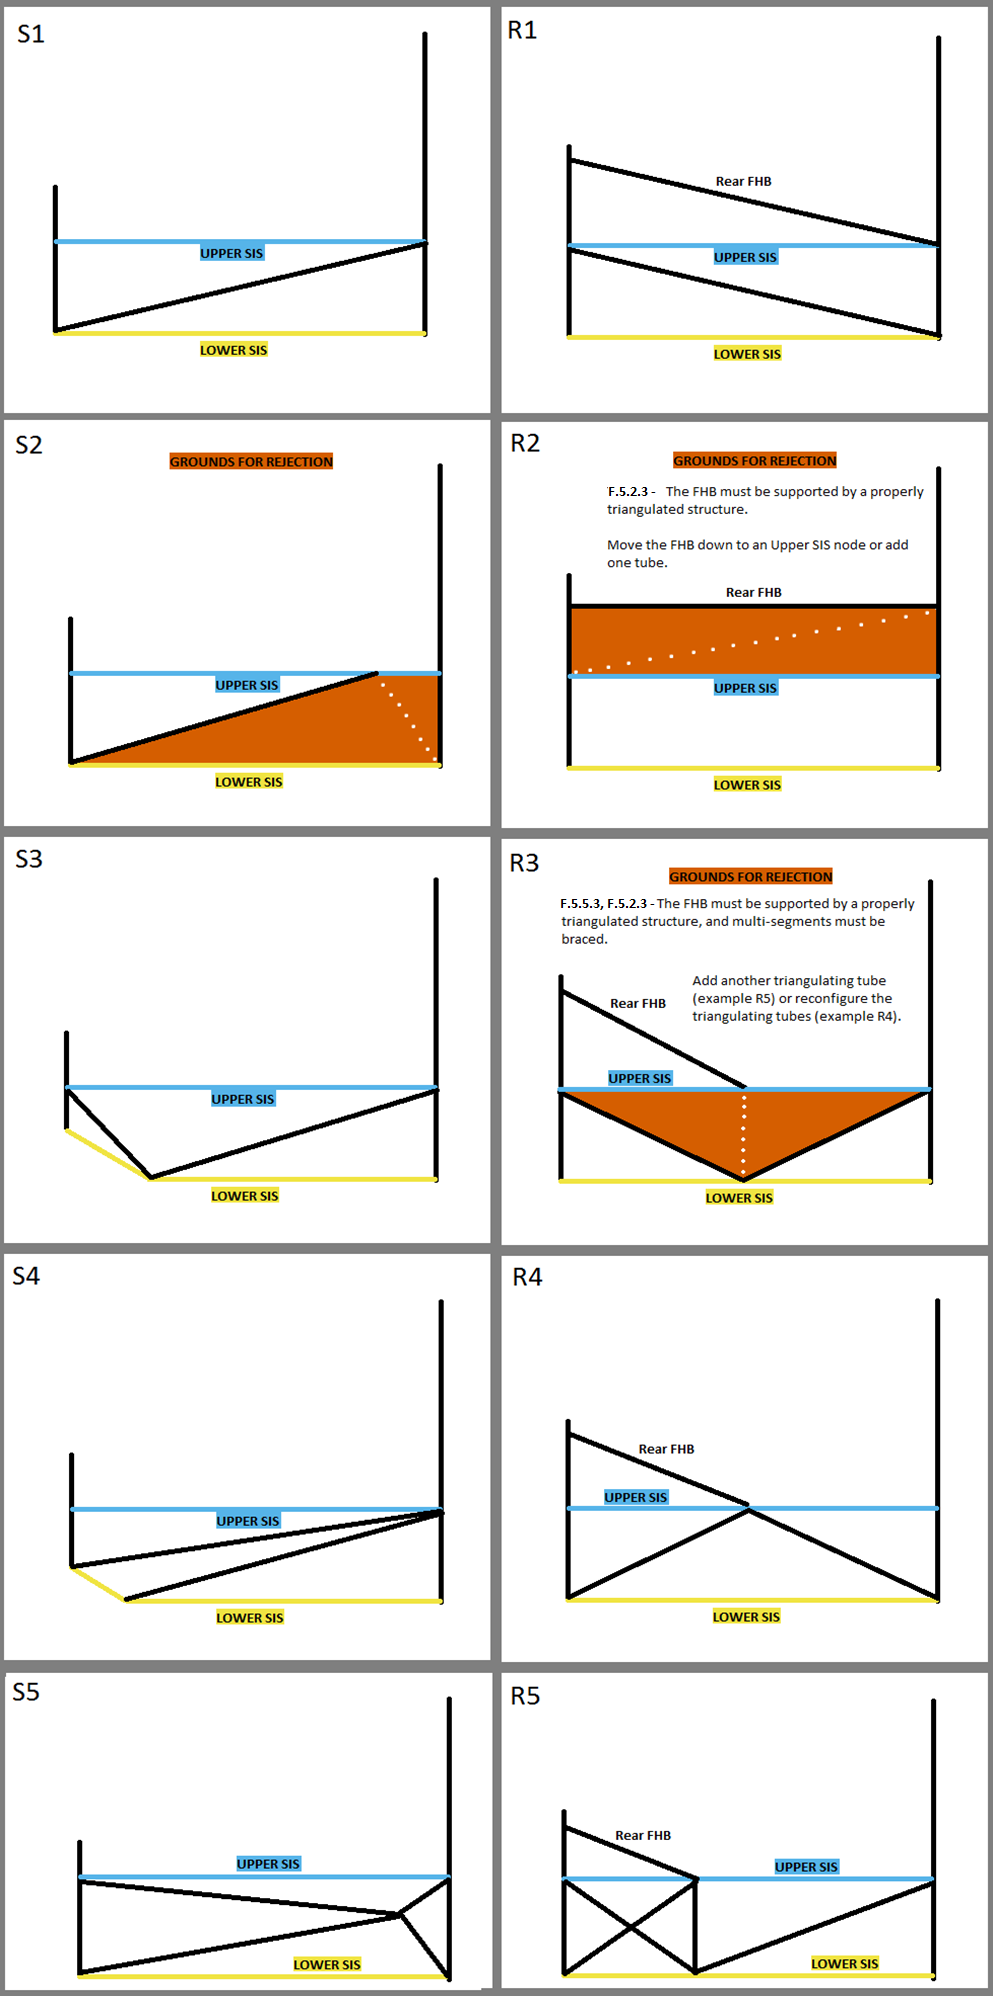 S1
UPPER SIS
LOWER SIS
R1
Rear FHB
UPPER SIS
LOWER SIS
S2
GROUNDS FOR REJECTION
UPPER SIS
LOWER SIS
R2
GROUNDS FOR REJECTION
F.5.2.3 - The FHB must be supported by a properly
triangulated structure.
Move the FHB down to an Upper SIS node or add
one tube.
Rear FHB
UPPER SIS
LOWER SIS
S3
UPPER SIS
LOWER SIS
R3
GROUNDS FOR REJECTION
F.5.5.3, F.5.2.3 - The FHB must be supported by a properly
triangulated structure, and multi-segments must be
braced.
Add another triangulating tube
(example R5) or reconfigure the
triangulating tubes (example R4).
Rear FHB
UPPER SIS
LOWER SIS
S4
UPPER SIS
LOWER SIS
R4
Rear FHB
UPPER SIS
LOWER SIS
S5
UPPER SIS
LOWER SIS
R5
Rear FHB
UPPER SIS
LOWER SIS